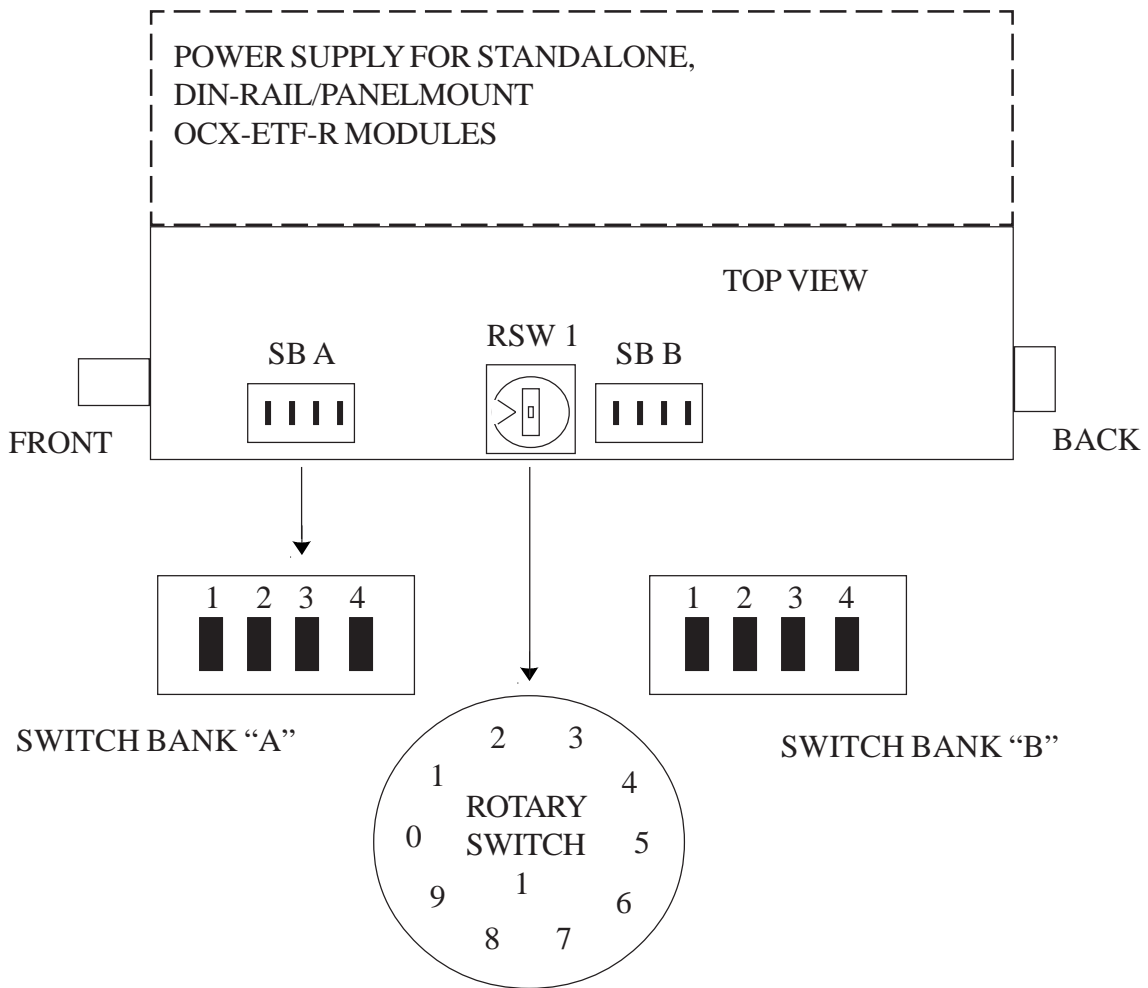 POWER SUPPLY FOR STANDALONE,
DIN-RAIL/PANELMOUNT
OCX-ETF-R MODULES
TOP VIEW
RSW 1
SB A
SB B
FRONT
BACK
1 2 3 4
1 2 3 4
SWITCH BANK “A”
SWITCH BANK “B”
2 3
1 4
ROTARY
0 SWITCH 5
1
9 6
8 7